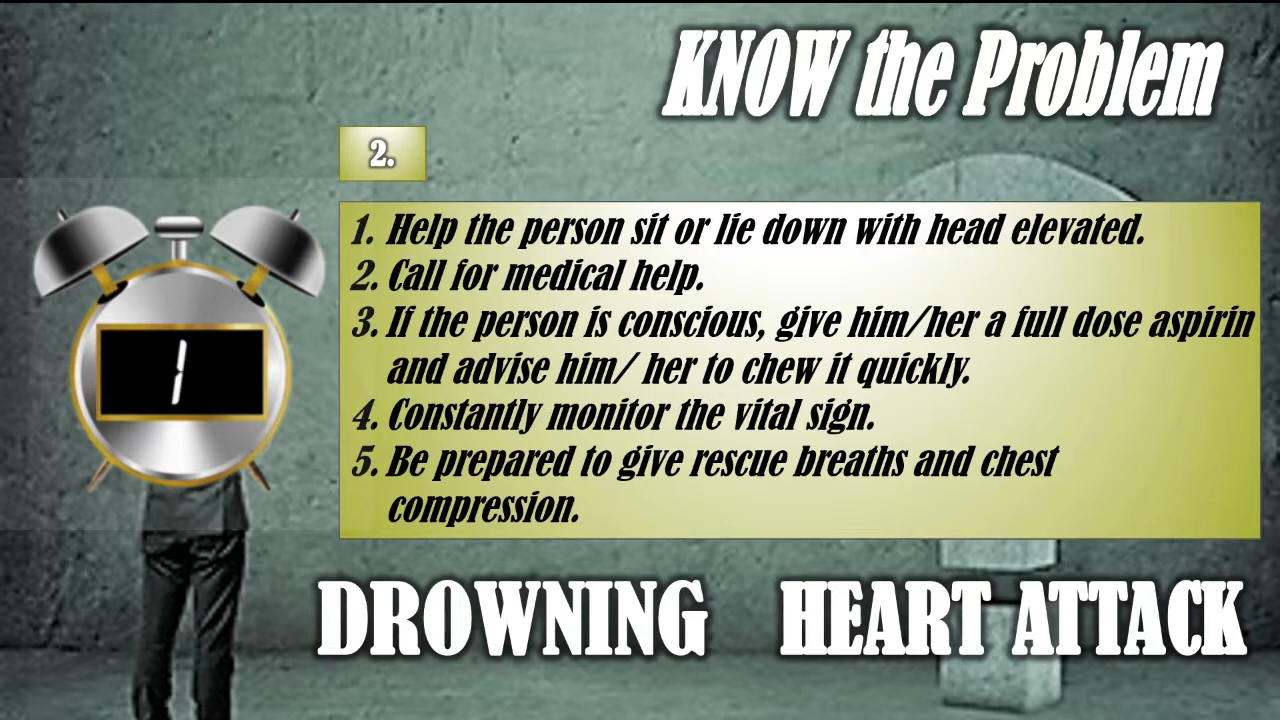 KNOW the Problem
2.
1. Help the person sit or lie down with head elevated.
2. Call for medical help.
3. If the person is conscious, give him/her a full dose aspirin
and advise him/ her to chew it quickly.
4. Constantly monitor the vital sign.
5. Be prepared to give rescue breaths and chest
compression.
1
DROWNING HEART ATTACK